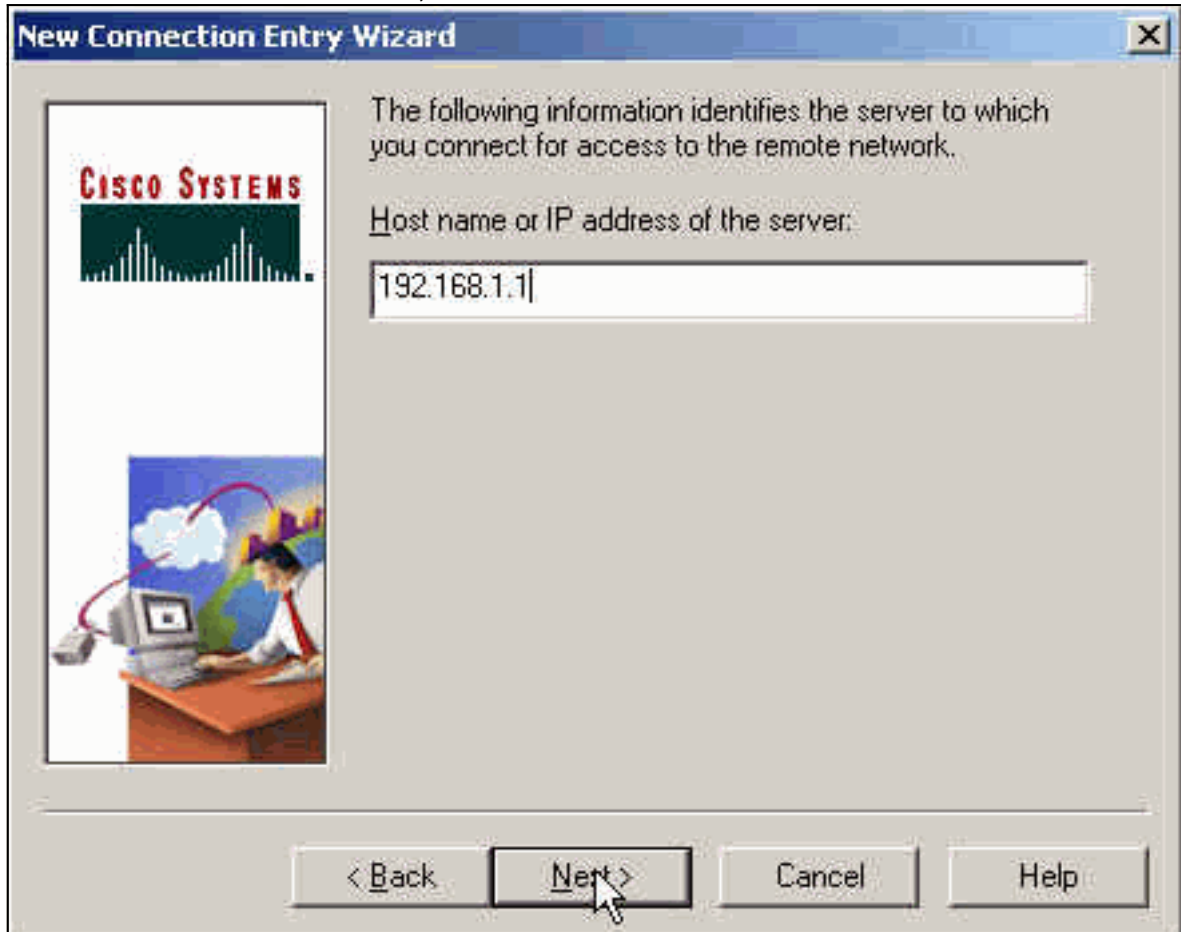 New Connection Entry Wizard
The following information identifies the server to which
you connect for access to the remote network.
CISCO SYSTEMS
Host name or IP address of the server:
192.168.1.1
< Back Next > Cancel Help